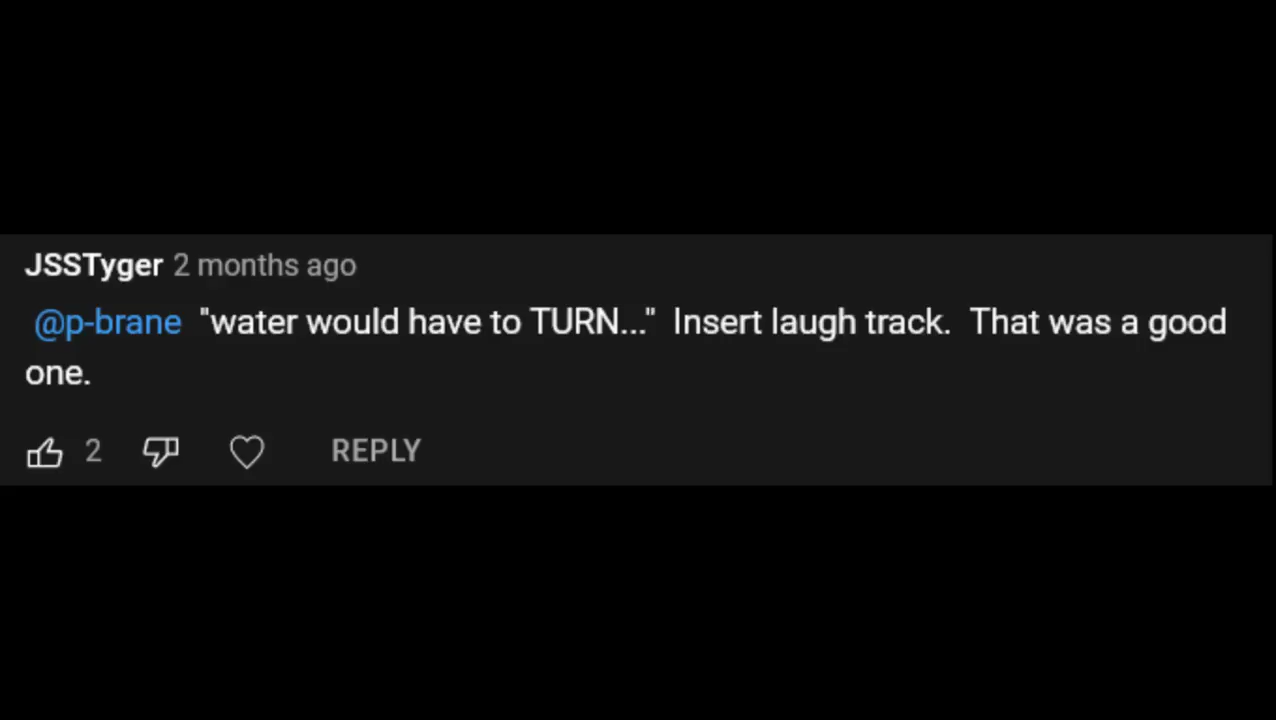 JSSTyger 2 months ago
@p-brane "water would have to TURN..." Insert laugh track. That was a good
one.
2 REPLY